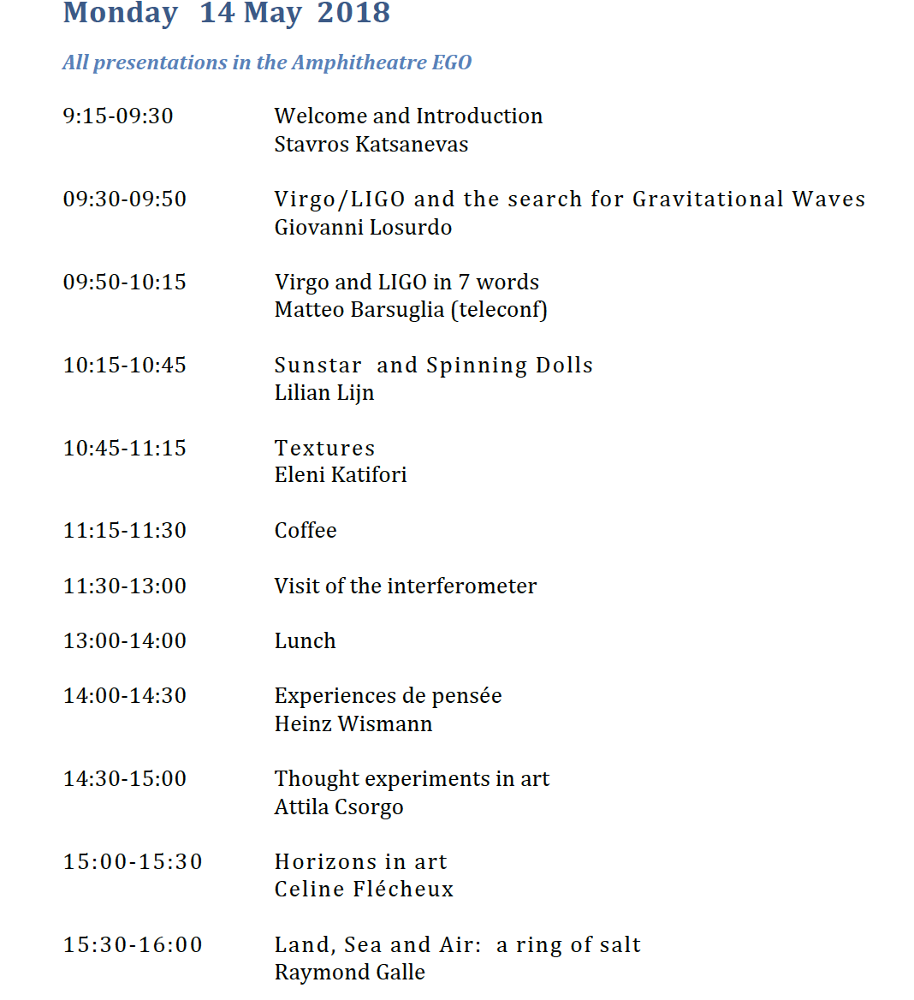 Monday 14 May 2018
All presentations in the Amphitheatre EGO
9:15-09:30 Welcome and Introduction
Stavros Katsanevas
09:30-09:50 Virgo/LIGO and the search for Gravitational Waves
Giovanni Losurdo
09:50-10:15 Virgo and LIGO in 7 words
Matteo Barsuglia (teleconf)
10:15-10:45 Sunstar and Spinning Dolls
Lilian Lijn
10:45-11:15 Textures
Eleni Katifori
11:15-11:30 Coffee
11:30-13:00 Visit of the interferometer
13:00-14:00 Lunch
14:00-14:30 Experiences de pensée
Heinz Wismann
14:30-15:00 Thought experiments in art
Attila Csorgo
15:00-15:30 Horizons in art
Celine Flécheux
15:30-16:00 Land, Sea and Air: a ring of salt
Raymond Galle